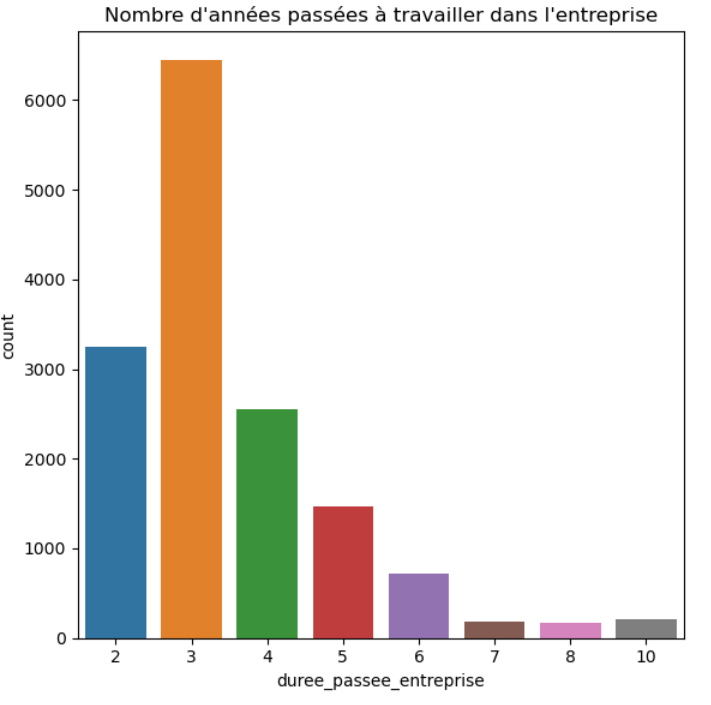 Nombre d'années passées à travailler dans l'entreprise
6000
5000
4000
3000
2000
1000
0
count
2 3 4 5 6 7 8 10
duree_passee_entreprise